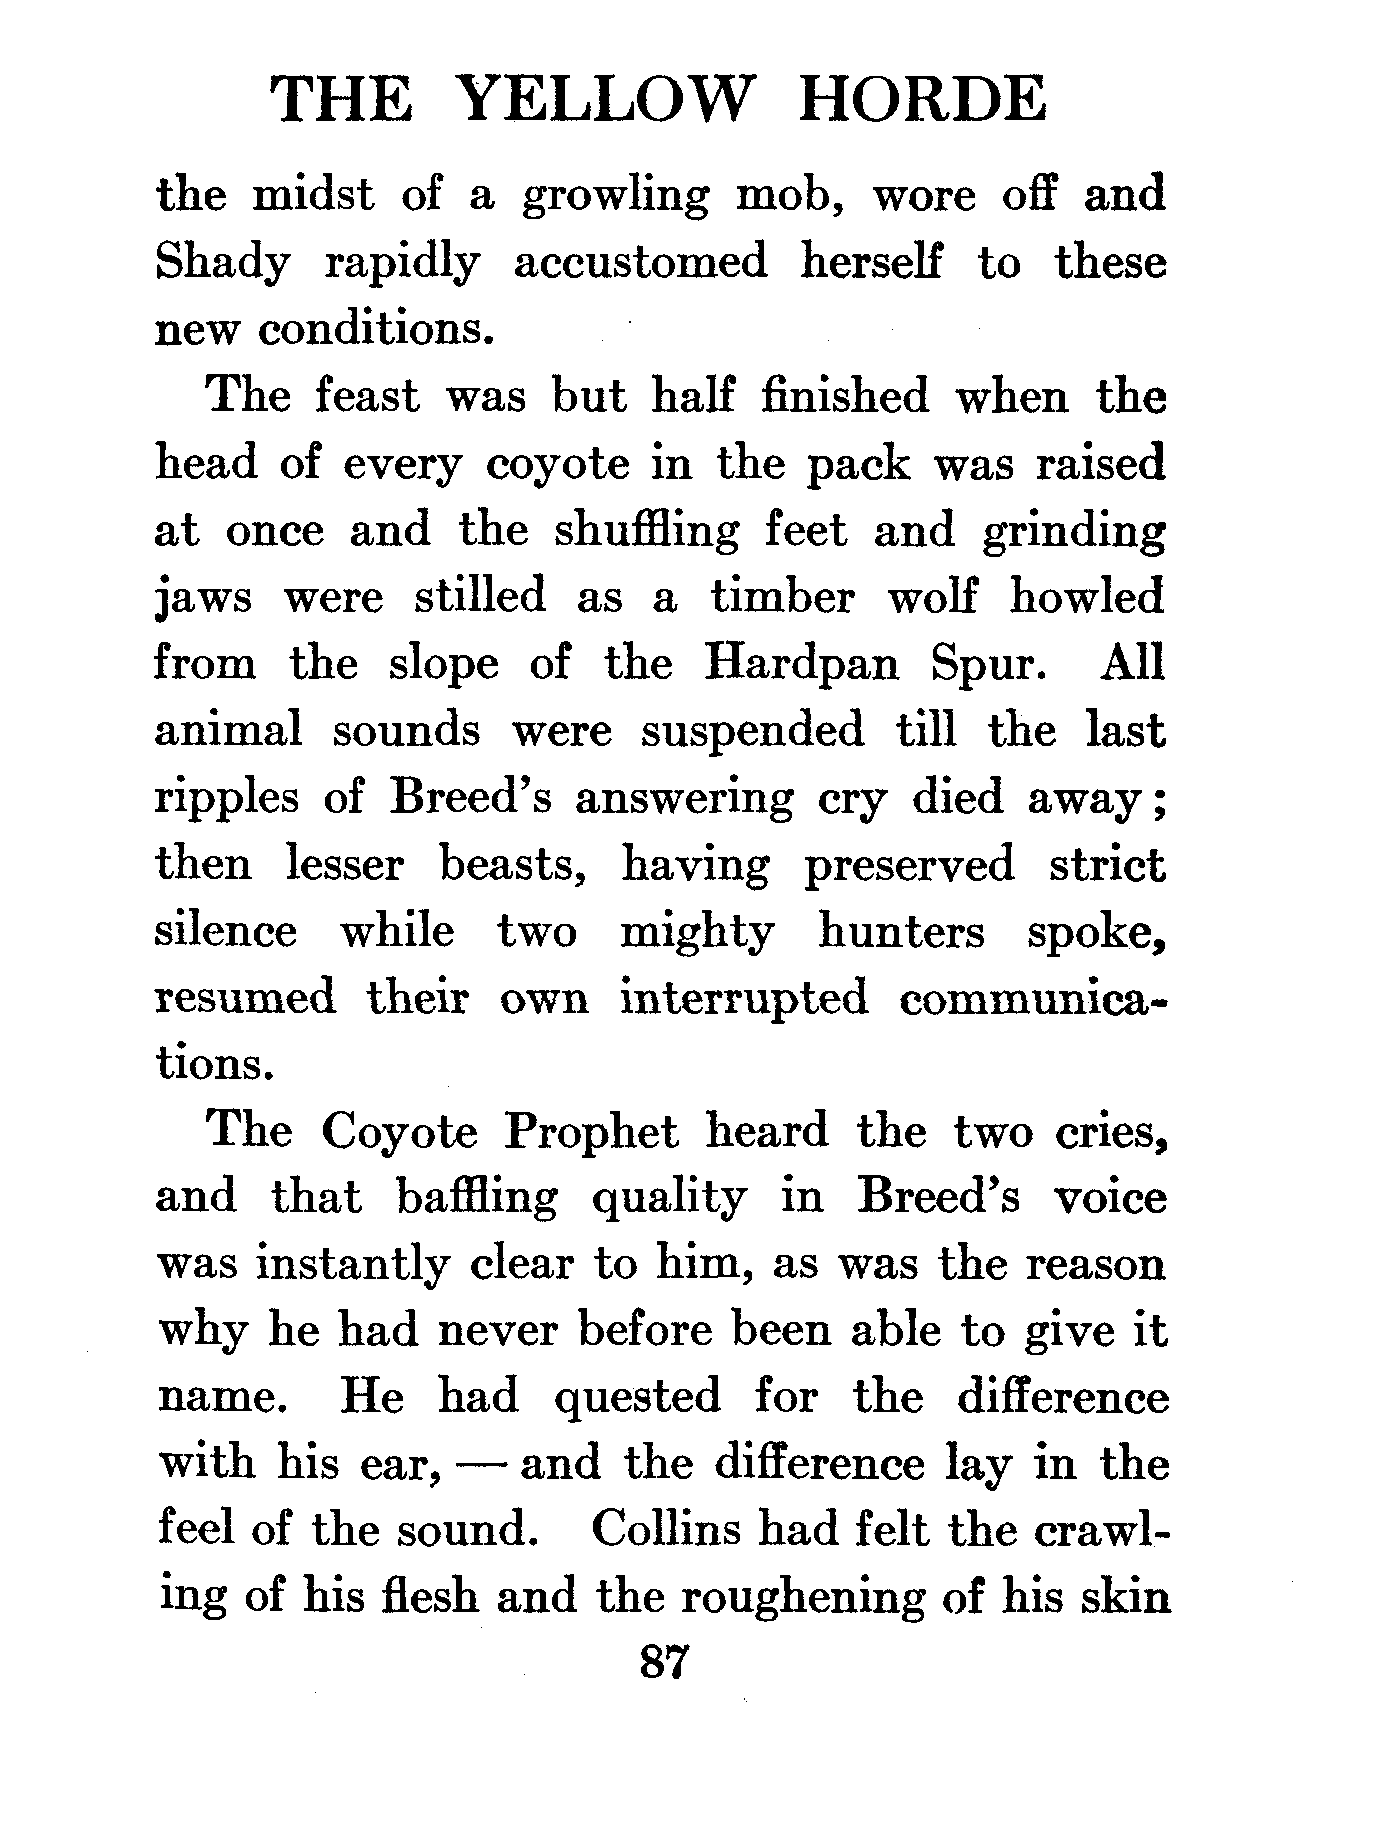 THE YELLOW HORDE
the midst of a growling mob, wore off and
Shady rapidly accustomed herself to these
new conditions.
The feast was but half finished when the
head of every coyote in the pack was raised
at once and the shuffling feet and grinding
jaws were stilled as a timber wolf howled
from the slope of the Hardpan Spur. All
animal sounds were suspended till the last
ripples of Breed's answering cry died away;
then lesser beasts, having preserved strict
silence while two mighty hunters spoke,
resumed their own interrupted communica-
tions.
The Coyote Prophet heard the two cries,
and that baffling quality in Breed's voice
was instantly clear to him, as was the reason
why he had never before been able to give it
name. He had quested for the difference
with his ear, — and the difference lay in the
feel of the sound. Collins had felt the crawl-
ing of his flesh and the roughening of his skin
87